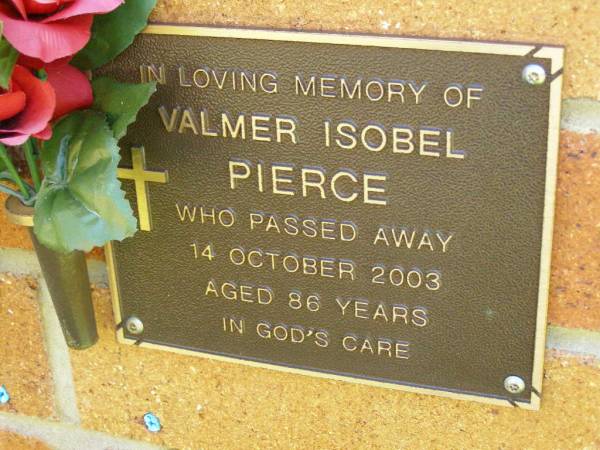 IN LOVING MEMORY OF
VALMER ISOBEL
PIERCE
WHO PASSED AWAY
14 OCTOBER 2003
AGED 86 YEARS
IN GOD'S CARE